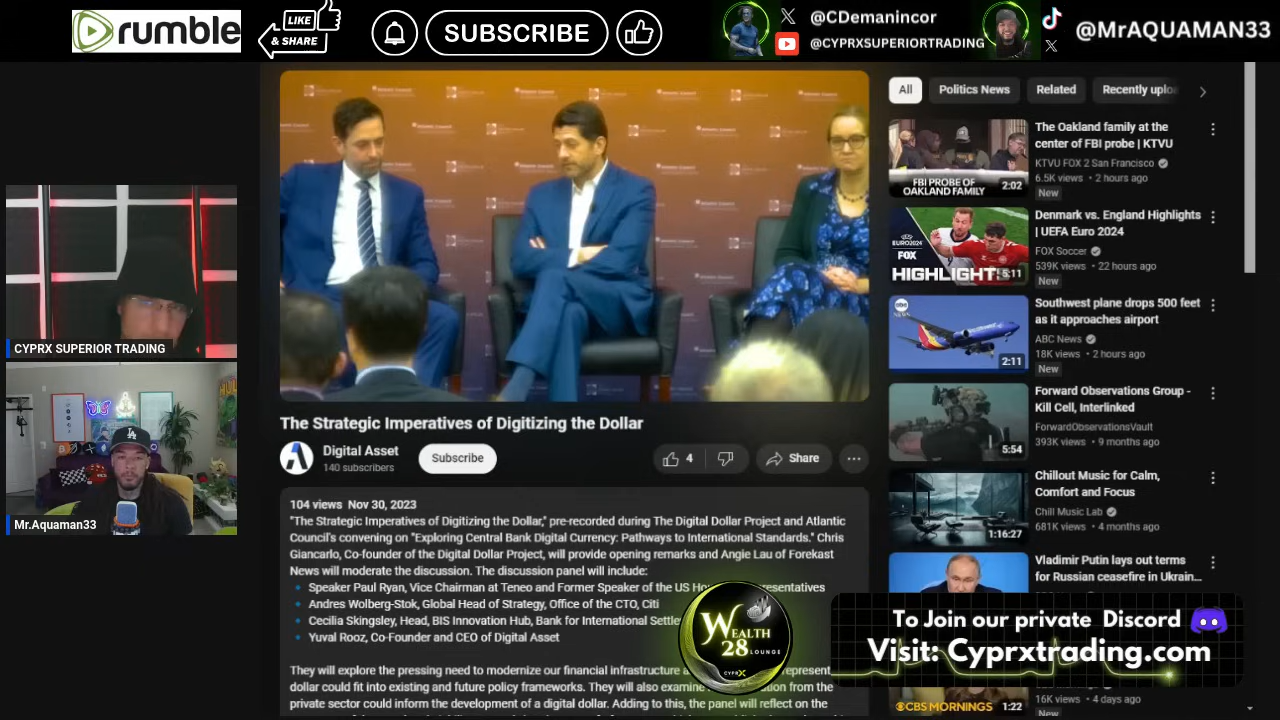 rumble
LIKE
& SHARE
SUBSCRIBE
@CDemanincor
@CYPRXSUPERIORTRADING
@MrAQUAMAN33
All
Politics News
Related
Recently uplo
The Oakland family at the
center of FBI probe | KTVU
KTVU FOX 2 San Francisco
6.5K views • 2 hours ago
New
FBI PROBE OF
OAKLAND FAMILY
2:02
Denmark vs. England Highlights
| UEFA Euro 2024
FOX Soccer
539K views • 22 hours ago
New
EURO2024
FOX
HIGHLIGHTS
5:11
Southwest plane drops 500 feet
as it approaches airport
ABC News
18K views • 2 hours ago
New
2:11
Forward Observations Group -
Kill Cell, Interlinked
ForwardObservationsVault
393K views • 9 months ago
5:54
Chillout Music for Calm,
Comfort and Focus
Chill Music Lab
681K views • 4 months ago
1:16:27
Vladimir Putin lays out terms
for Russian ceasefire in Ukrain...
CYPRX SUPERIOR TRADING
LA
Mr.Aquaman33
The Strategic Imperatives of Digitizing the Dollar
Digital Asset
140 subscribers
Subscribe
4
Share
104 views Nov 30, 2023
"The Strategic Imperatives of Digitizing the Dollar," pre-recorded during The Digital Dollar Project and Atlantic
Council's convening on "Exploring Central Bank Digital Currency: Pathways to International Standards." Chris
Giancarlo, Co-founder of the Digital Dollar Project, will provide opening remarks and Angie Lau of Forekast
News will moderate the discussion. The discussion panel will include:
Speaker Paul Ryan, Vice Chairman at Teneo and Former Speaker of the US Ho
Andres Wolberg-Stok, Global Head of Strategy, Office of the CTO, Citi
Cecilia Skingsley, Head, BIS Innovation Hub, Bank for International Settle
Yuval Rooz, Co-Founder and CEO of Digital Asset
They will explore the pressing need to modernize our financial infrastructure a
dollar could fit into existing and future policy frameworks. They will also examine
private sector could inform the development of a digital dollar. Adding to this, the panel will reflect on the
WEALTH
28
LOUNGE
CYPRX
To Join our private Discord
Visit: Cyprxtrading.com
CBS MORNINGS
1:22
16K views • 4 days ago
New